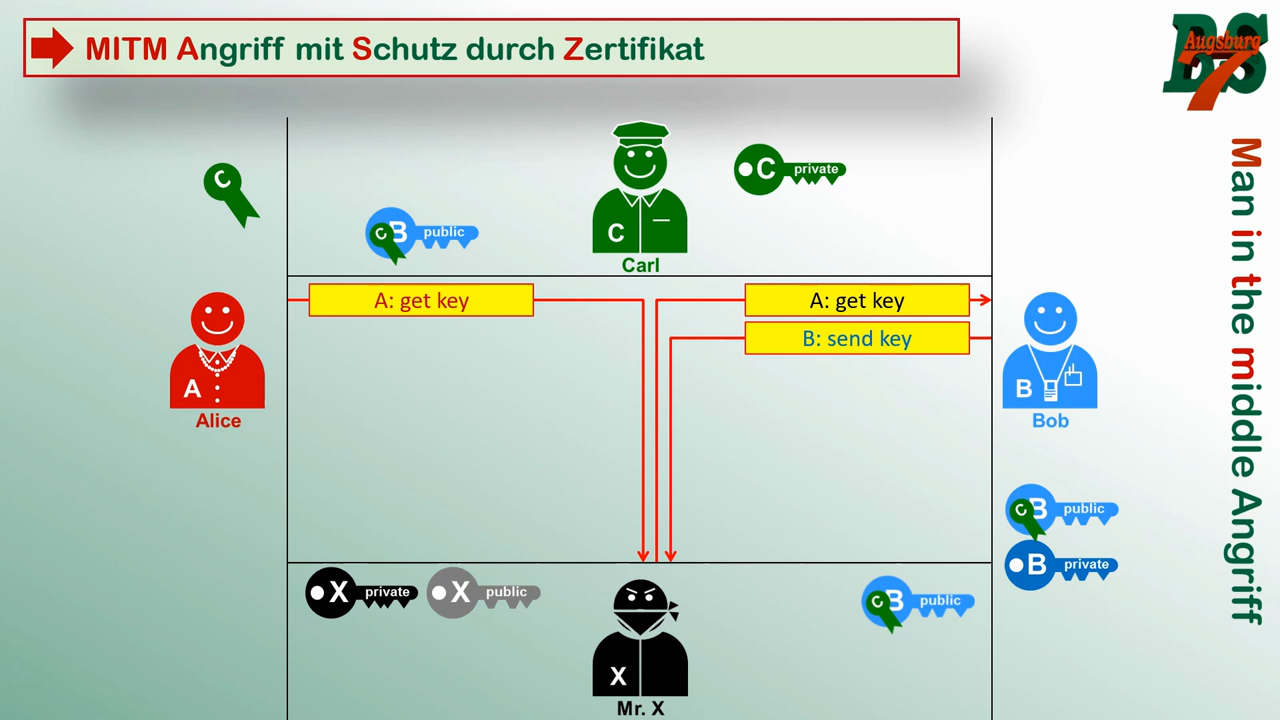 MITM Angriff mit Schutz durch Zertifikat
BS
Augsburg
7
Man in the middle Angriff
C
C
private
C
B
public
C
Carl
A: get key
A: get key
B: send key
A
Alice
B
Bob
C
B
public
B
private
X
private
X
public
C
B
public
X
Mr. X